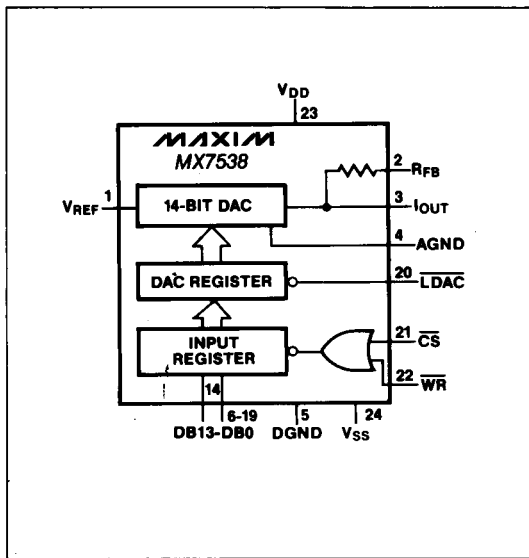 VDD
23
MAXIM
MX7538
1
VREF
14-BIT DAC
2
RFB
3
IOUT
4
AGND
DAC REGISTER
20
LDAC
INPUT
REGISTER
21
CS
22
WR
14
6-19
DB13-DB0
5
DGND
24
VSS